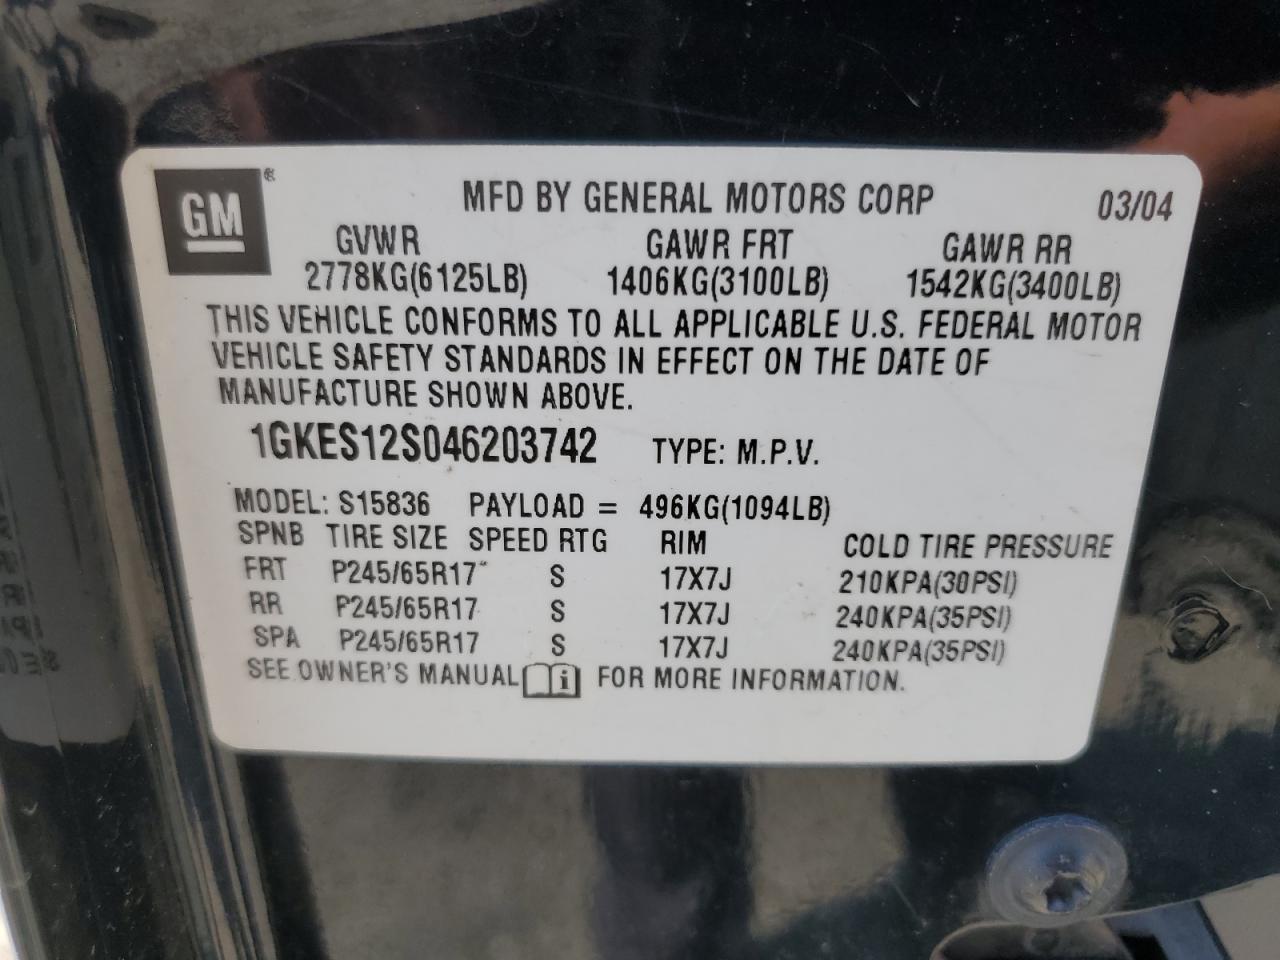 GM®
MFD BY GENERAL MOTORS CORP 03/04
GVWR GAWR FRT GAWR RR
2778KG(6125LB) 1406KG(3100LB) 1542KG(3400LB)
THIS VEHICLE CONFORMS TO ALL APPLICABLE U.S. FEDERAL MOTOR
VEHICLE SAFETY STANDARDS IN EFFECT ON THE DATE OF
MANUFACTURE SHOWN ABOVE.
1GKES12S046203742 TYPE: M.P.V.
MODEL: S15836 PAYLOAD = 496KG(1094LB)
SPNB TIRE SIZE SPEED RTG RIM COLD TIRE PRESSURE
FRT P245/65R17 S 17X7J 210KPA(30PSI)
RR P245/65R17 S 17X7J 240KPA(35PSI)
SPA P245/65R17 S 17X7J 240KPA(35PSI)
SEE OWNER'S MANUAL i FOR MORE INFORMATION.